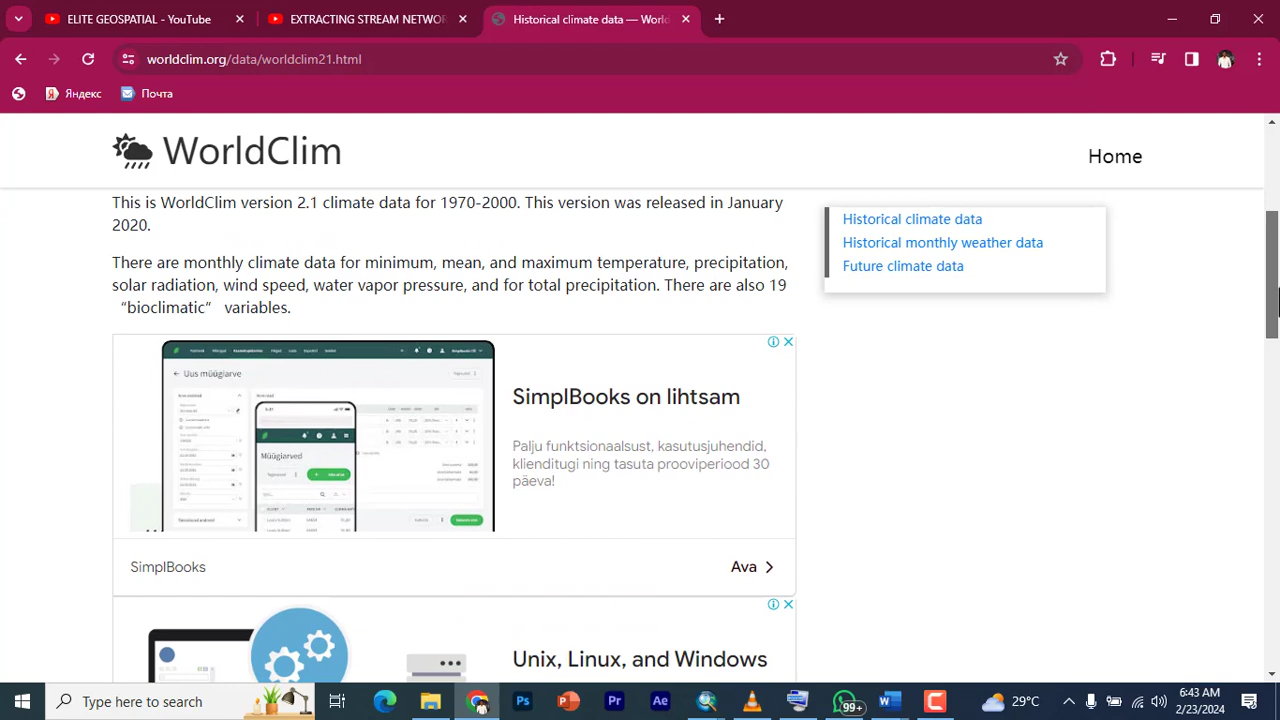 ELITE GEOSPATIAL - YouTube
EXTRACTING STREAM NETWOR
Historical climate data — World
worldclim.org/data/worldclim21.html
Яндекс
Почта
WorldClim
Home
This is WorldClim version 2.1 climate data for 1970-2000. This version was released in January
2020.
There are monthly climate data for minimum, mean, and maximum temperature, precipitation,
solar radiation, wind speed, water vapor pressure, and for total precipitation. There are also 19
“bioclimatic” variables.
Historical climate data
Historical monthly weather data
Future climate data
Uus müügiarve
Müügiarved
SimplBooks on lihtsam
Palju funktsionaalsust, kasutusjuhendid,
klienditugi ning tasuta prooviperiood 30
päeva!
SimplBooks
Ava
Unix, Linux, and Windows
Type here to search
Ps
Pr
Ae
99+
29°C
6:43 AM
2/23/2024